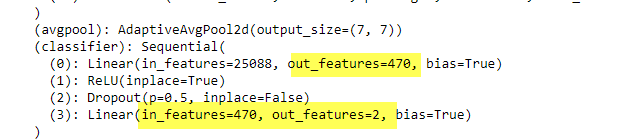 )
(avgpool): AdaptiveAvgPool2d(output_size=(7, 7))
(classifier): Sequential(
(0): Linear(in_features=25088, out_features=470, bias=True)
(1): ReLU(inplace=True)
(2): Dropout(p=0.5, inplace=False)
(3): Linear(in_features=470, out_features=2, bias=True)
)